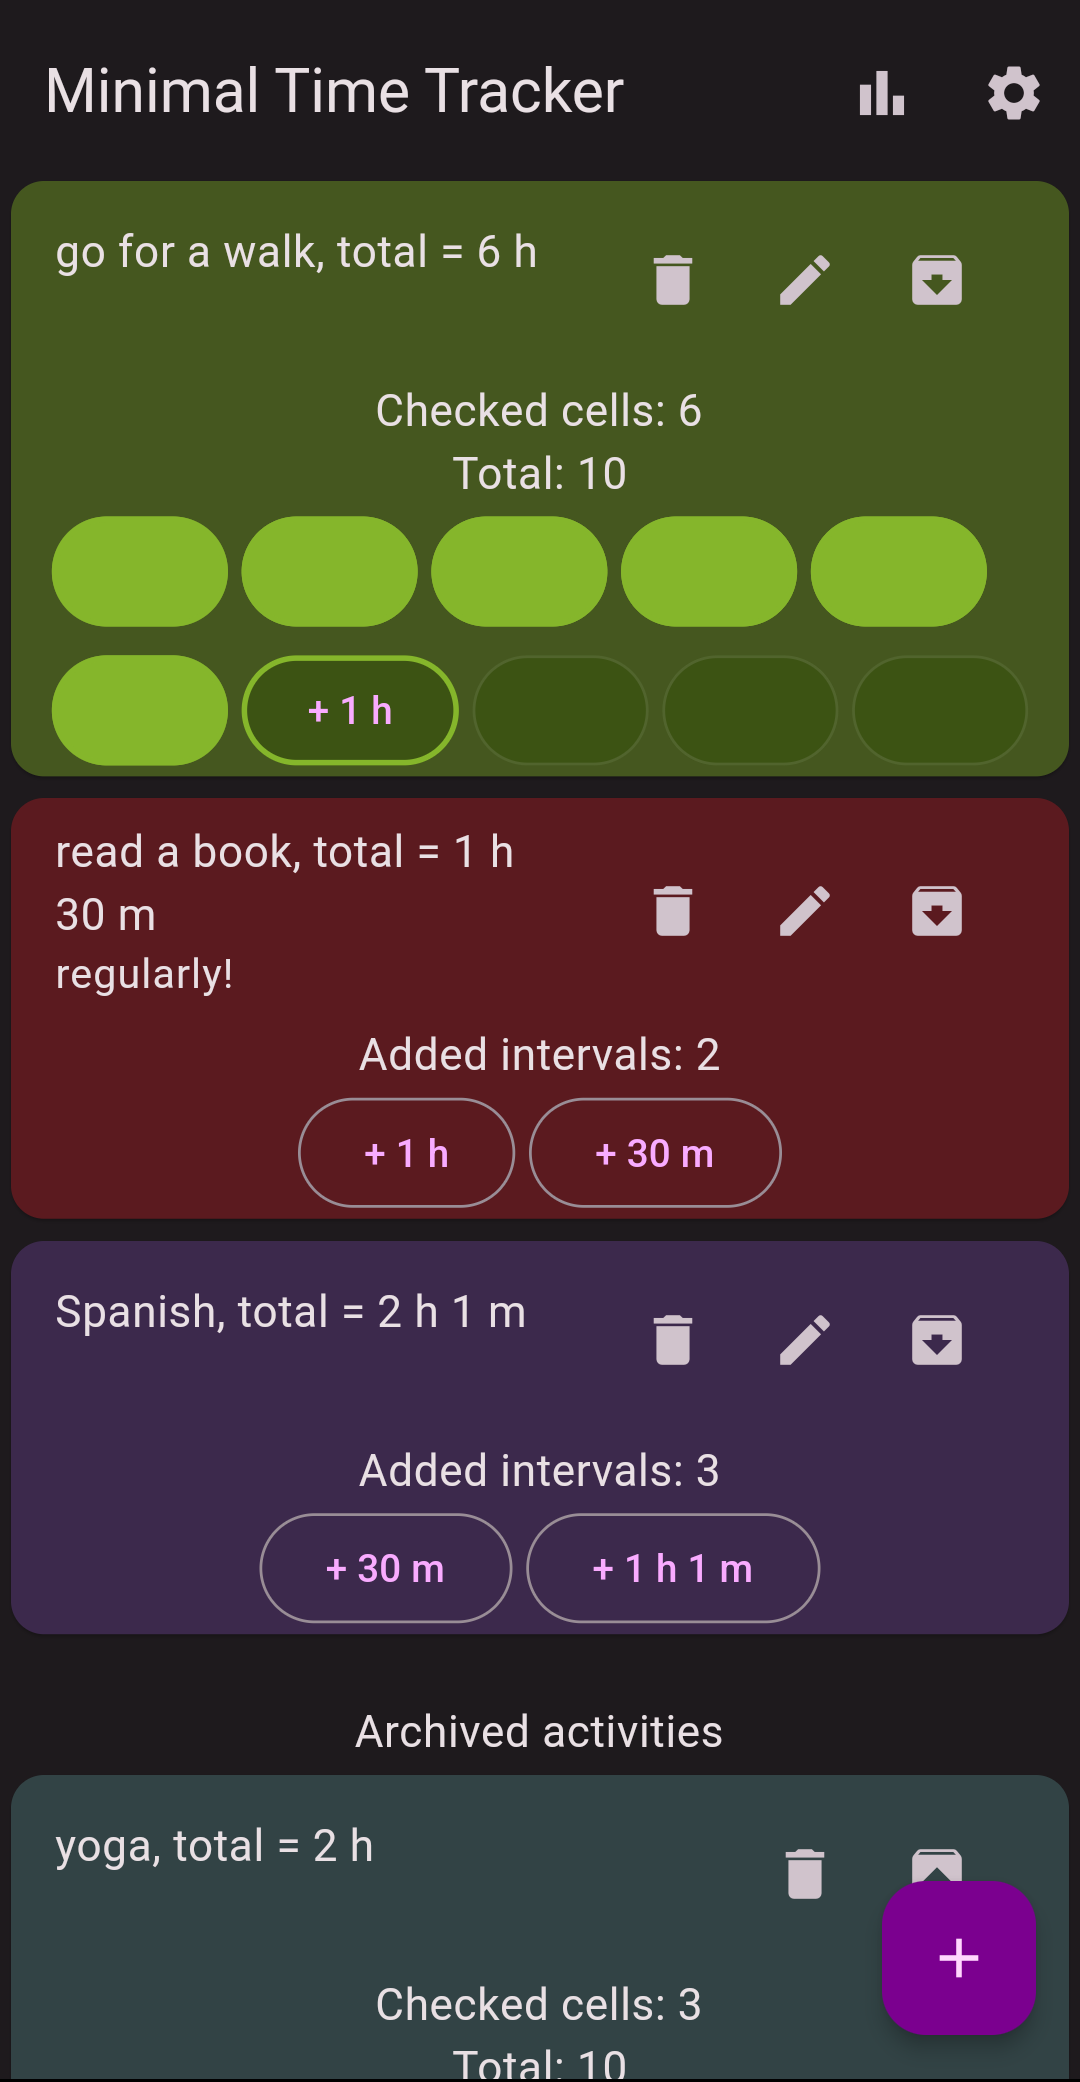 Minimal Time Tracker
go for a walk, total = 6 h
Checked cells: 6
Total: 10
+ 1 h
read a book, total = 1 h
30 m
regularly!
Added intervals: 2
+ 1 h
+ 30 m
Spanish, total = 2 h 1 m
Added intervals: 3
+ 30 m
+ 1 h 1 m
Archived activities
yoga, total = 2 h
Checked cells: 3
Total: 10